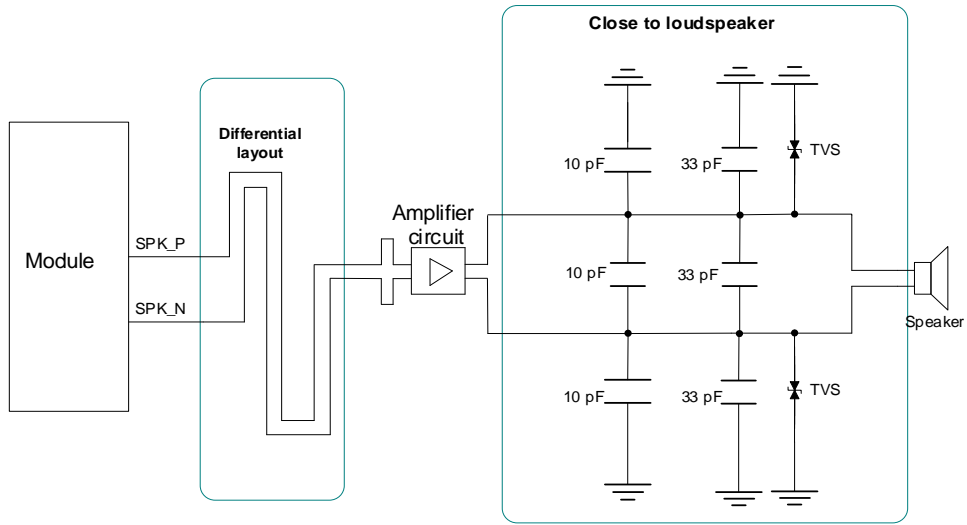 Close to loudspeaker
Differential
layout
10 pF
33 pF
TVS
Amplifier
circuit
SPK_P
Module
10 pF
33 pF
SPK_N
Speaker
10 pF
33 pF
TVS